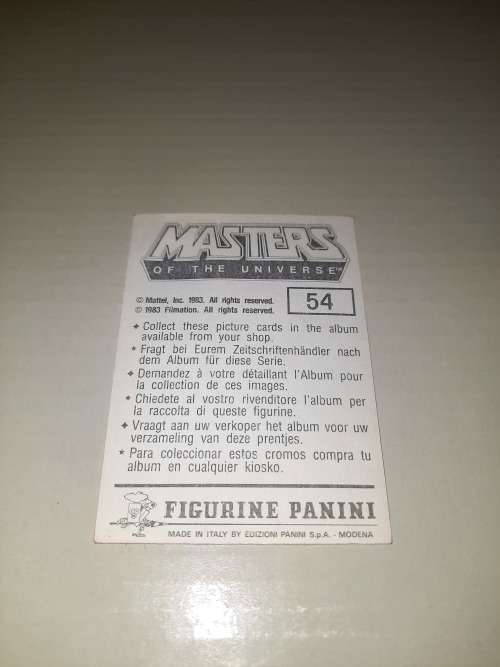 MASTERS
OF THE UNIVERSE™
© Mattel, Inc. 1983. All rights reserved.
© 1983 Filmation. All rights reserved.
54
✦ Collect these picture cards in the album
available from your shop.
★ Fragt bei Eurem Zeitschriftenhändler nach
dem Album für diese Serie.
✦ Demandez à votre détaillant l'Album pour
la collection de ces images.
★ Chiedete al vostro rivenditore l'album per
la raccolta di queste figurine.
✦ Vraagt aan uw verkoper het album voor uw
verzameling van deze prentjes.
★ Para coleccionar estos cromos compra tu
album en cualquier kiosko.
FIGURINE PANINI
MADE IN ITALY BY EDIZIONI PANINI S.p.A. - MODENA